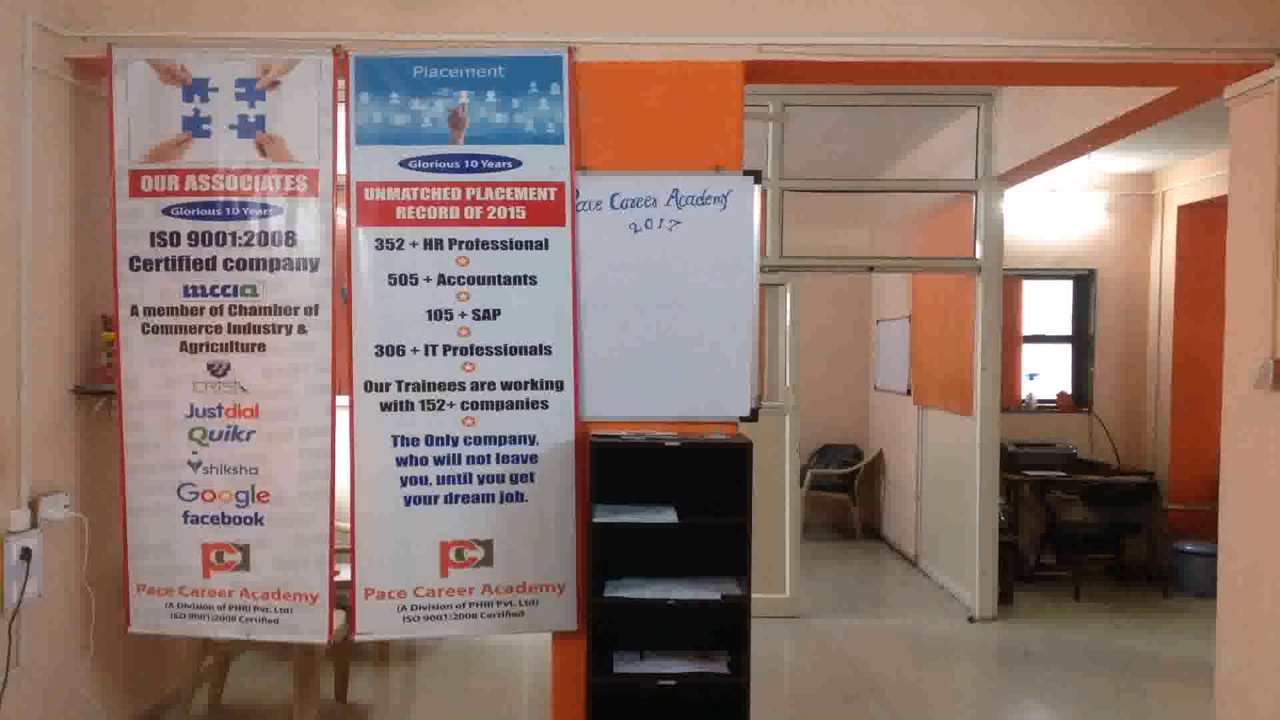 OUR ASSOCIATES
Glorious 10 Years
ISO 9001:2008
Certified company
mccia
A member of Chamber of
Commerce Industry &
Agriculture
CRISIL
Justdial
Quikr
shiksha
Google
facebook
pca
Pace Career Academy
(A Division of PHRI Pvt. Ltd)
ISO 9001:2008 Certified
Placement
Glorious 10 Years
UNMATCHED PLACEMENT
RECORD OF 2015
352 + HR Professional
505 + Accountants
105 + SAP
306 + IT Professionals
Our Trainees are working
with 152+ companies
The Only company,
who will not leave
you, until you get
your dream job.
pca
Pace Career Academy
(A Division of PHRI Pvt. Ltd)
ISO 9001:2008 Certified
Pace Career Academy
2017